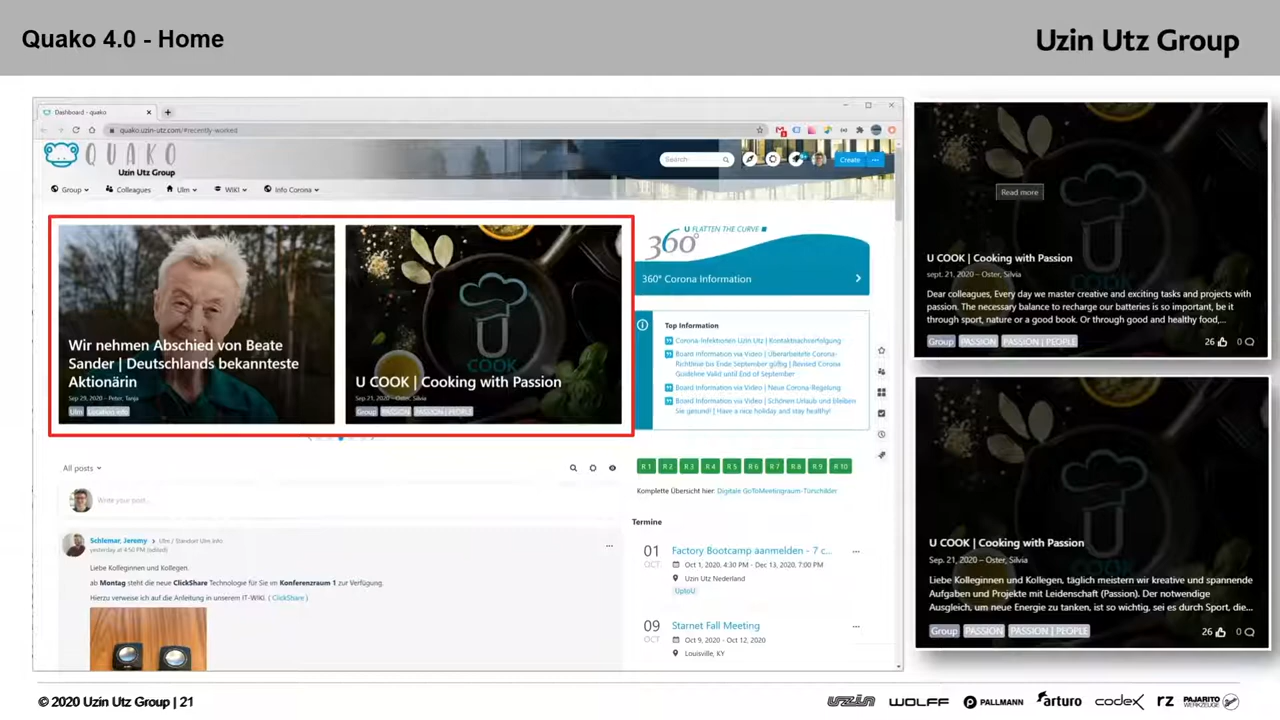 Quako 4.0 - Home
Uzin Utz Group
Dashboard - quako
quako.uzin-utz.com/#recently-worked
QUAKO
Uzin Utz Group
Search
Create
Group
Colleagues
Ulm
WIKI
Info Corona
Wir nehmen Abschied von Beate
Sander | Deutschlands bekannteste
Aktionärin
Sep 29, 2020 - Peter, Tanja
Ulm Location info
COOK
U COOK | Cooking with Passion
Sep 21, 2020 - Oster, Silvia
Group PASSION PASSION | PEOPLE
U FLATTEN THE CURVE
360°
360° Corona Information
Top Information
Corona-Infektionen Uzin Utz | Kontaktnachverfolgung
Board Information via Video | Überarbeitete Corona-
Richtlinie bis Ende September gültig | Revised Corona
Guideline Valid until End of September
Board Information via Video | Neue Corona-Regelung
Board Information via Video | Schönen Urlaub und bleiben
Sie gesund! | Have a nice holiday and stay healthy!
All posts
Write your post...
Schlemar, Jeremy > Ulm / Standort Ulm Info
yesterday at 4:50 PM (edited)
Liebe Kolleginnen und Kollegen,
ab Montag steht die neue ClickShare Technologie für Sie im Konferenzraum 1 zur Verfügung.
Hierzu verweise ich auf die Anleitung in unserem IT-WIKI. ( ClickShare )
R 1 R 2 R 3 R 4 R 5 R 6 R 7 R 8 R 9 R 10
Komplette Übersicht hier: Digitale GoToMeetingraum-Türschilder
Termine
01
OCT
Factory Bootcamp aanmelden - 7 c...
Oct 1, 2020, 4:30 PM - Dec 13, 2020, 7:00 PM
Uzin Utz Nederland
UptoU
09
OCT
Starnet Fall Meeting
Oct 9, 2020 - Oct 12, 2020
Louisville, KY
Read more
U COOK | Cooking with Passion
sept. 21, 2020 – Oster, Silvia
Dear colleagues, Every day we master creative and exciting tasks and projects with
passion. The necessary balance to recharge our batteries is so important, be it
through sport, nature or a good book. Or through good and healthy food,...
Group PASSION PASSION | PEOPLE
26 0
U COOK | Cooking with Passion
Sep. 21, 2020 – Oster, Silvia
Liebe Kolleginnen und Kollegen, täglich meistern wir kreative und spannende
Aufgaben und Projekte mit Leidenschaft (Passion). Der notwendige
Ausgleich, um neue Energie zu tanken, ist so wichtig, sei es durch Sport, die...
Group PASSION PASSION | PEOPLE
26 0
© 2020 Uzin Utz Group | 21
uzin WOLFF PALLMANN arturo codex RZ PAJARITO
WERKZEUGE